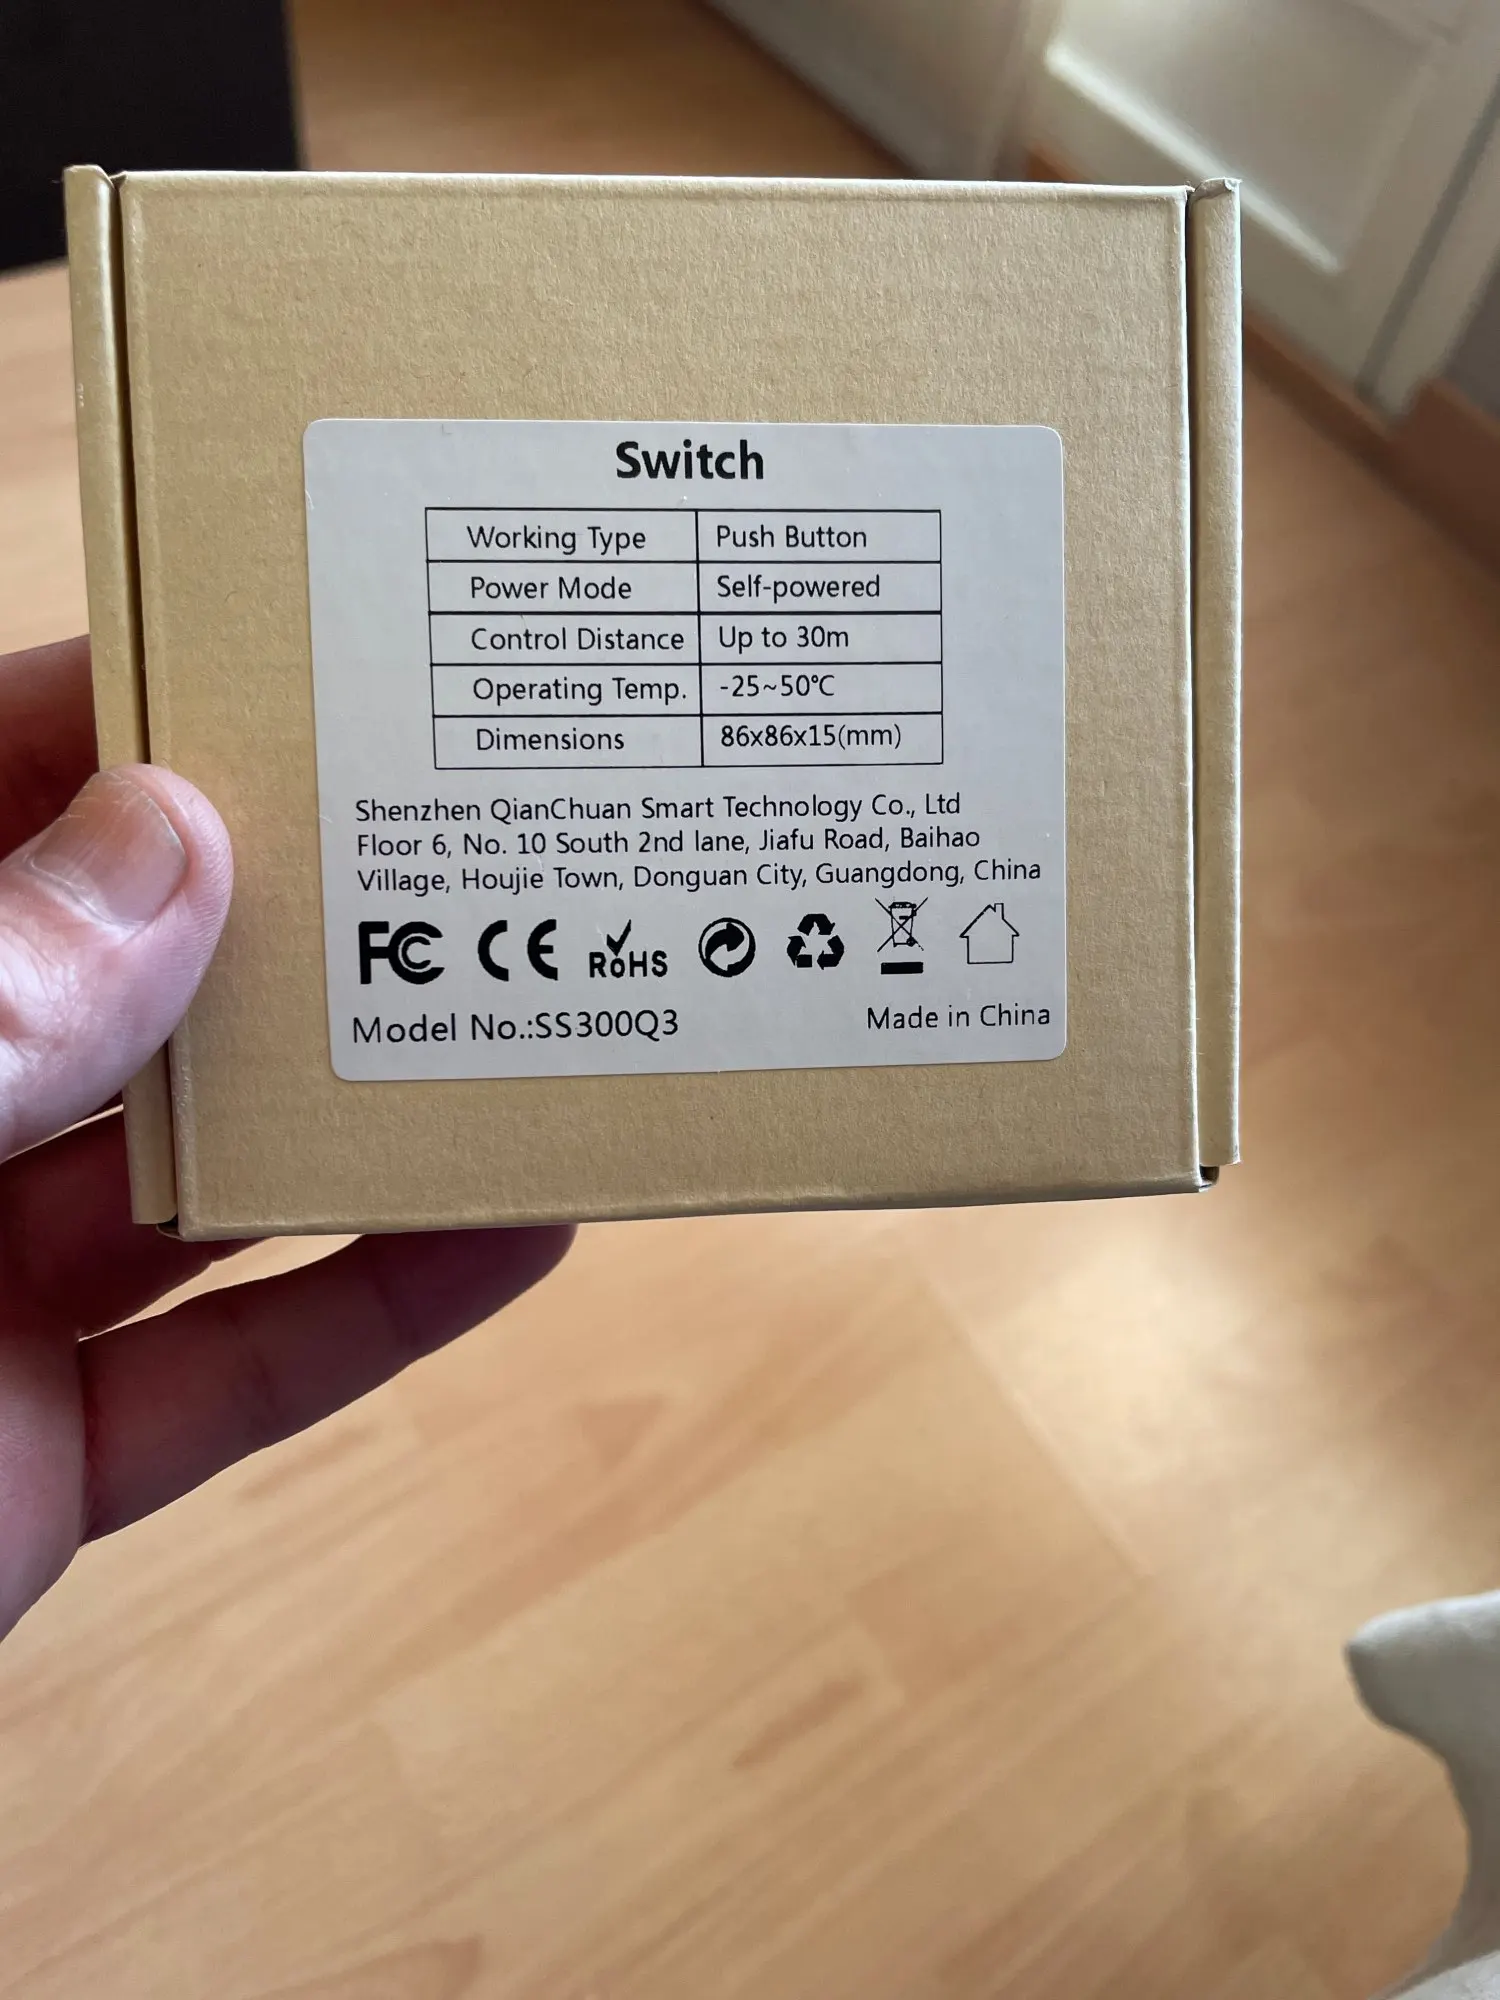 Switch
Working Type Push Button
Power Mode Self-powered
Control Distance Up to 30m
Operating Temp. -25~50℃
Dimensions 86x86x15(mm)
Shenzhen QianChuan Smart Technology Co., Ltd
Floor 6, No. 10 South 2nd lane, Jiafu Road, Baihao
Village, Houjie Town, Donguan City, Guangdong, China
FC CE RoHS
Model No.:SS300Q3 Made in China